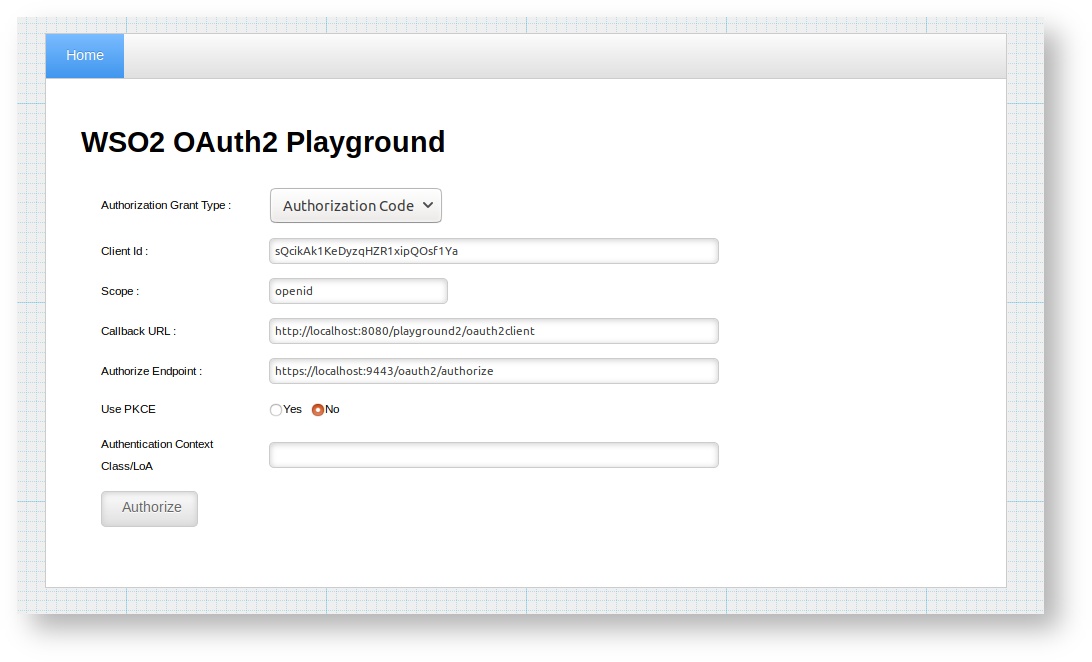 Home
WSO2 OAuth2 Playground
Authorization Grant Type : Authorization Code
Client Id : sQcikAk1KeDyzqHZR1xipQOsf1Ya
Scope : openid
Callback URL : http://localhost:8080/playground2/oauth2client
Authorize Endpoint : https://localhost:9443/oauth2/authorize
Use PKCE Yes No
Authentication Context
Class/LoA
Authorize